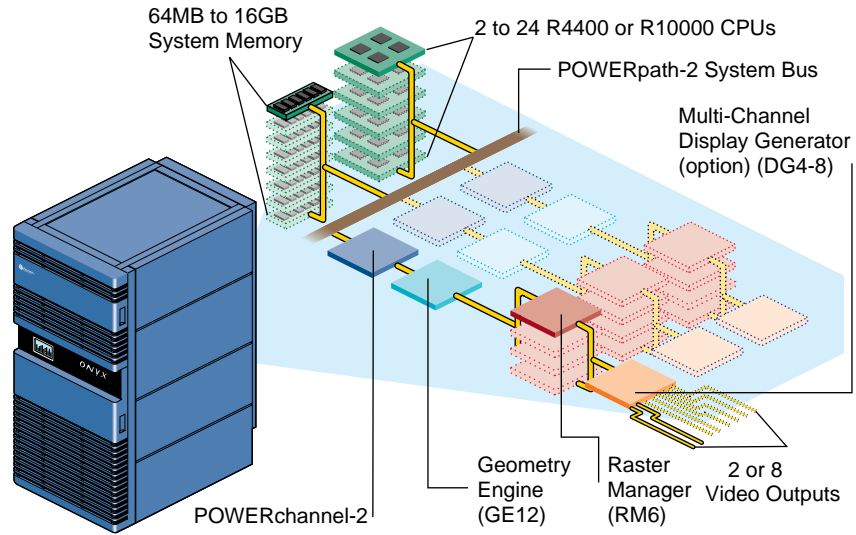 64MB to 16GB
System Memory
2 to 24 R4400 or R10000 CPUs
POWERpath-2 System Bus
Multi-Channel
Display Generator
(option) (DG4-8)
ONYX
Geometry
Engine
(GE12)
Raster
Manager
(RM6)
2 or 8
Video Outputs
POWERchannel-2